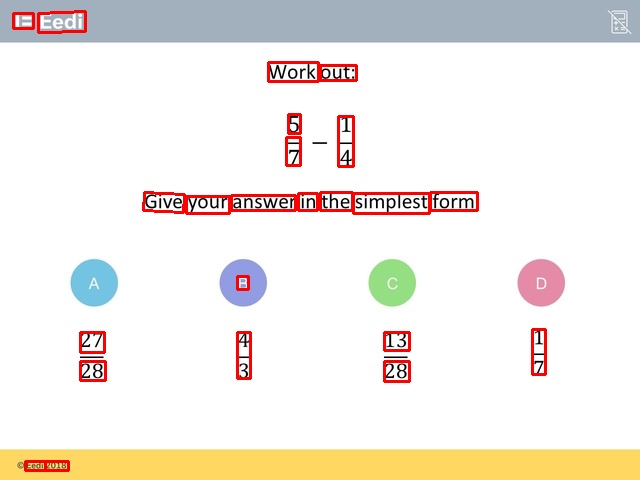 Eedi
Work out:
5/7 − 1/4
Give your answer in the simplest form
A B C D
27/28 4/3 13/28 1/7
© Eedi 2018